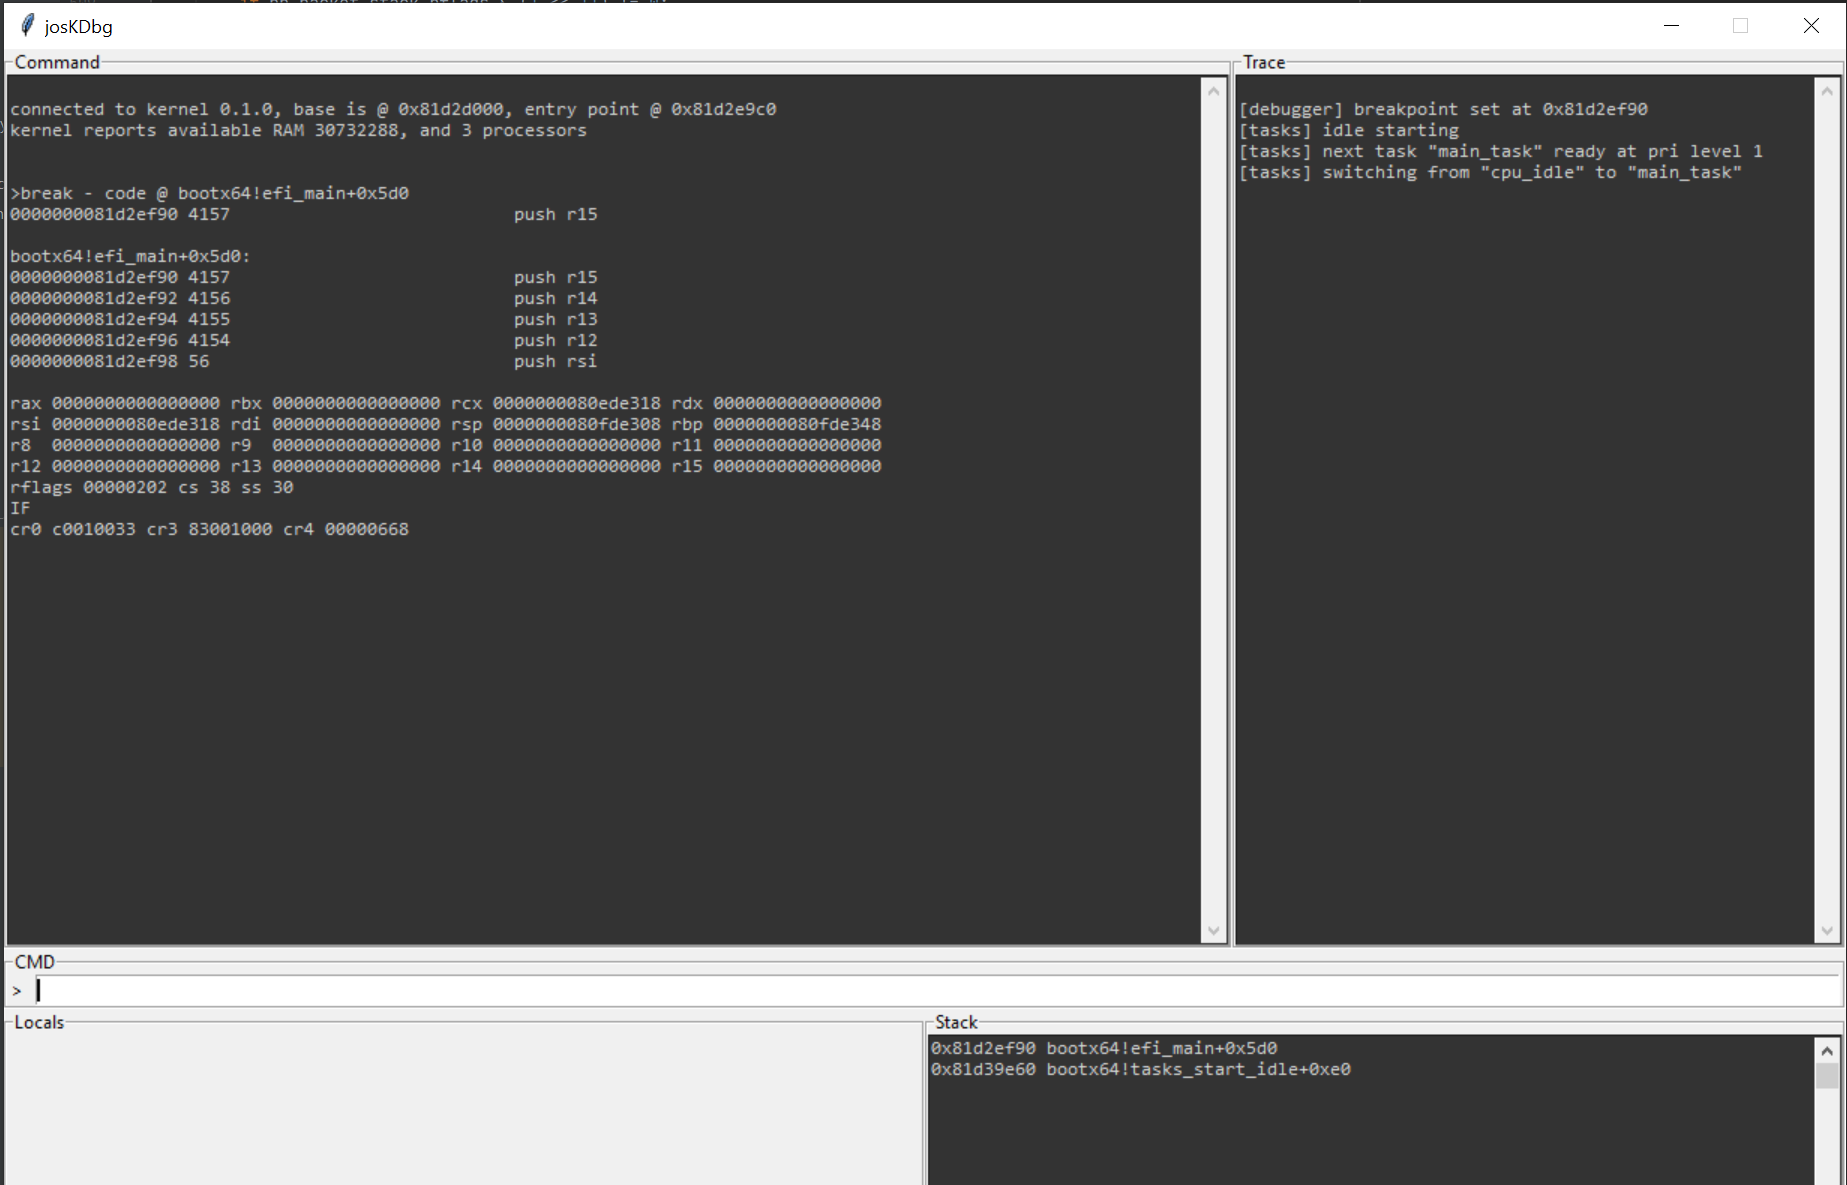 josKDbg
Command
connected to kernel 0.1.0, base is @ 0x81d2d000, entry point @ 0x81d2e9c0
kernel reports available RAM 30732288, and 3 processors
>break - code @ bootx64!efi_main+0x5d0
0000000081d2ef90 4157 push r15
bootx64!efi_main+0x5d0:
0000000081d2ef90 4157 push r15
0000000081d2ef92 4156 push r14
0000000081d2ef94 4155 push r13
0000000081d2ef96 4154 push r12
0000000081d2ef98 56 push rsi
rax 0000000000000000 rbx 0000000000000000 rcx 0000000080ede318 rdx 0000000000000000
rsi 0000000080ede318 rdi 0000000000000000 rsp 0000000080fde308 rbp 0000000080fde348
r8 0000000000000000 r9 0000000000000000 r10 0000000000000000 r11 0000000000000000
r12 0000000000000000 r13 0000000000000000 r14 0000000000000000 r15 0000000000000000
rflags 00000202 cs 38 ss 30
IF
cr0 c0010033 cr3 83001000 cr4 00000668
Trace
[debugger] breakpoint set at 0x81d2ef90
[tasks] idle starting
[tasks] next task "main_task" ready at pri level 1
[tasks] switching from "cpu_idle" to "main_task"
CMD
>
Locals
Stack
0x81d2ef90 bootx64!efi_main+0x5d0
0x81d39e60 bootx64!tasks_start_idle+0xe0